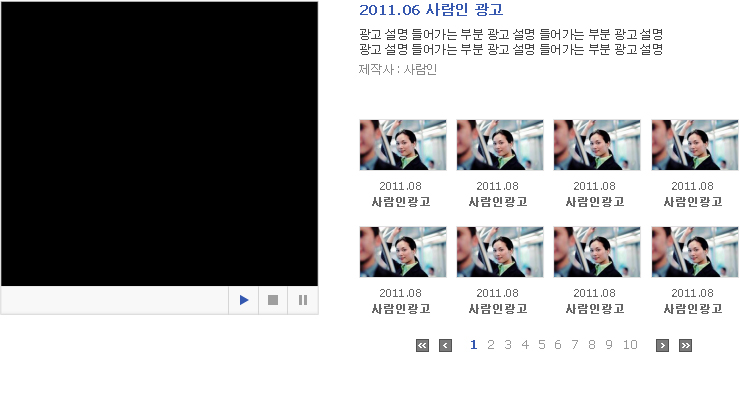 2011.06 사람인 광고
광고 설명 들어가는 부분 광고 설명 들어가는 부분 광고 설명
광고 설명 들어가는 부분 광고 설명 들어가는 부분 광고 설명
제작사 : 사람인
2011.08 2011.08 2011.08 2011.08
사람인광고 사람인광고 사람인광고 사람인광고
2011.08 2011.08 2011.08 2011.08
사람인광고 사람인광고 사람인광고 사람인광고
1 2 3 4 5 6 7 8 9 10